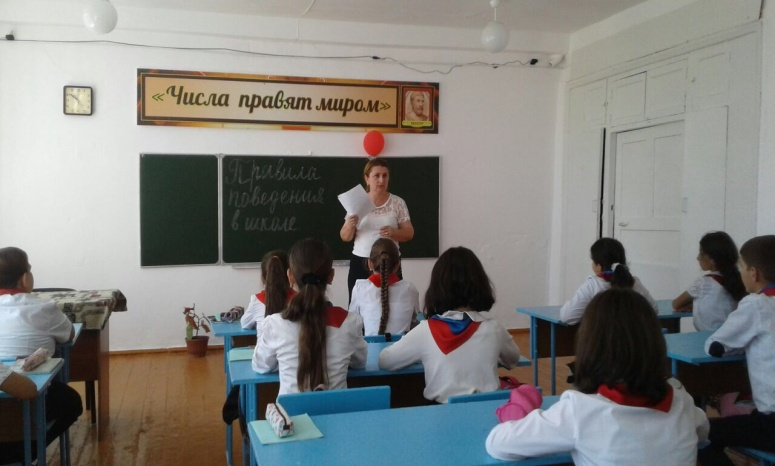 «Числа правят миром»
Правила
поведения
в школе